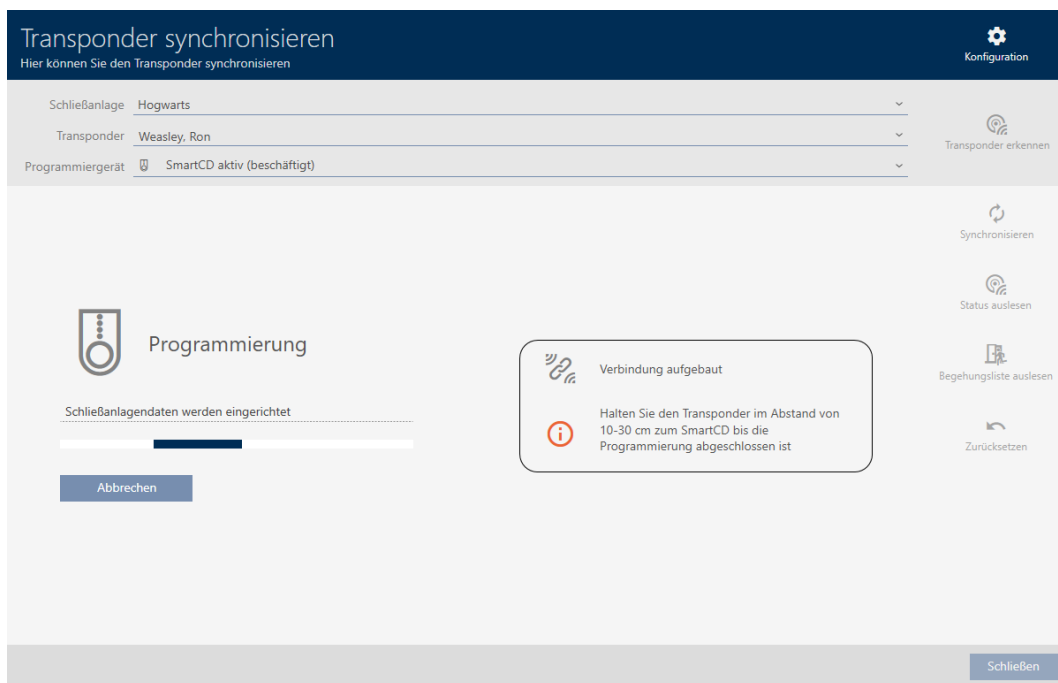 Transponder synchronisieren
Hier können Sie den Transponder synchronisieren
Konfiguration
Schließanlage Hogwarts
Transponder Weasley, Ron
Programmiergerät SmartCD aktiv (beschäftigt)
Transponder erkennen
Synchronisieren
Status auslesen
Begehungsliste auslesen
Zurücksetzen
Programmierung
Schließanlagendaten werden eingerichtet
Abbrechen
Verbindung aufgebaut
Halten Sie den Transponder im Abstand von
10-30 cm zum SmartCD bis die
Programmierung abgeschlossen ist
Schließen